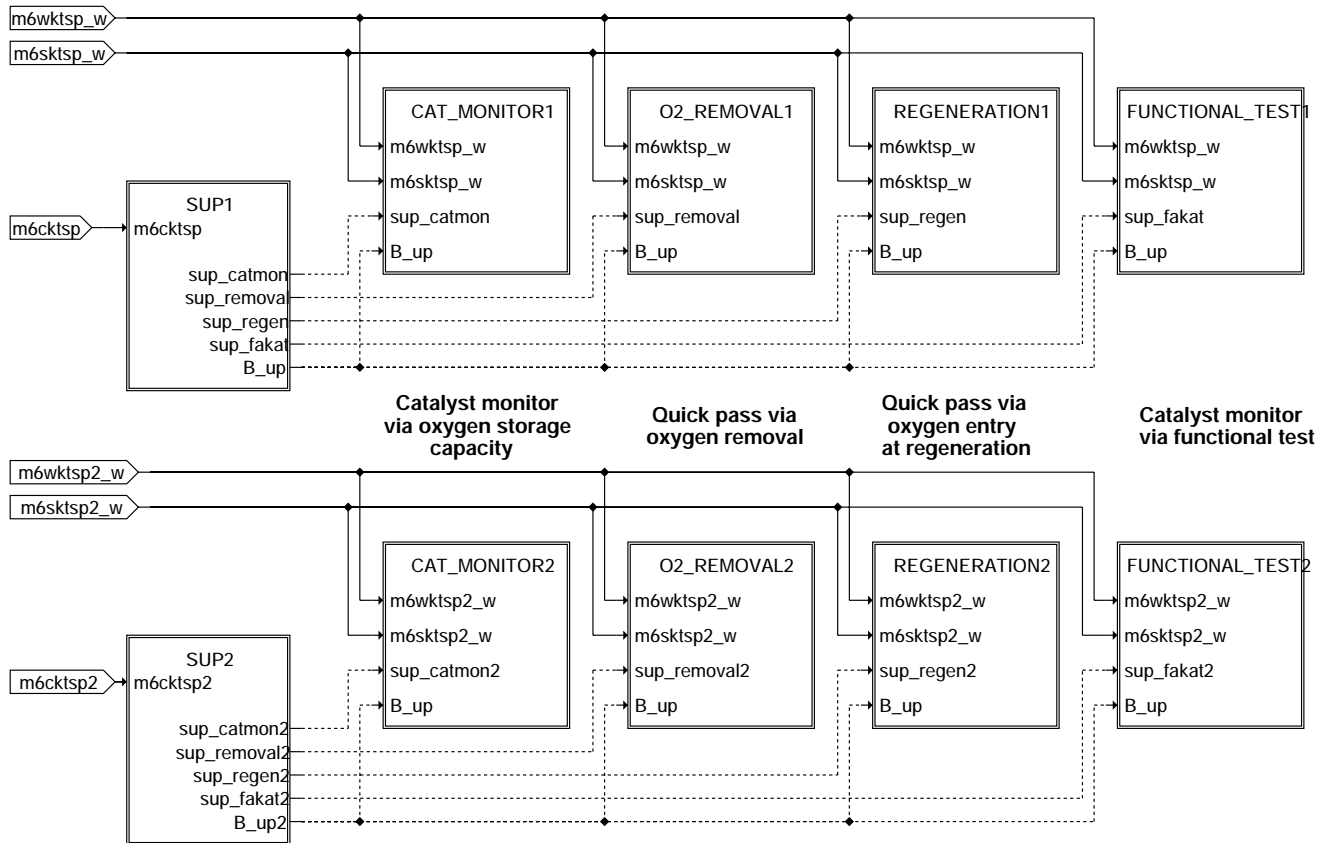 m6wktsp_w
m6sktsp_w
CAT_MONITOR1
O2_REMOVAL1
REGENERATION1
FUNCTIONAL_TEST1
m6wktsp_w
m6wktsp_w
m6wktsp_w
m6wktsp_w
m6sktsp_w
m6sktsp_w
m6sktsp_w
m6sktsp_w
SUP1
sup_catmon
sup_removal
sup_regen
sup_fakat
m6cktsp
m6cktsp
B_up
B_up
B_up
B_up
sup_catmon
sup_removal
sup_regen
sup_fakat
B_up
Catalyst monitor
via oxygen storage
capacity
Quick pass via
oxygen removal
Quick pass via
oxygen entry
at regeneration
Catalyst monitor
via functional test
m6wktsp2_w
m6sktsp2_w
CAT_MONITOR2
O2_REMOVAL2
REGENERATION2
FUNCTIONAL_TEST2
m6wktsp2_w
m6wktsp2_w
m6wktsp2_w
m6wktsp2_w
m6sktsp2_w
m6sktsp2_w
m6sktsp2_w
m6sktsp2_w
SUP2
sup_catmon2
sup_removal2
sup_regen2
sup_fakat2
m6cktsp2
m6cktsp2
B_up
B_up
B_up
B_up
sup_catmon2
sup_removal2
sup_regen2
sup_fakat2
B_up2